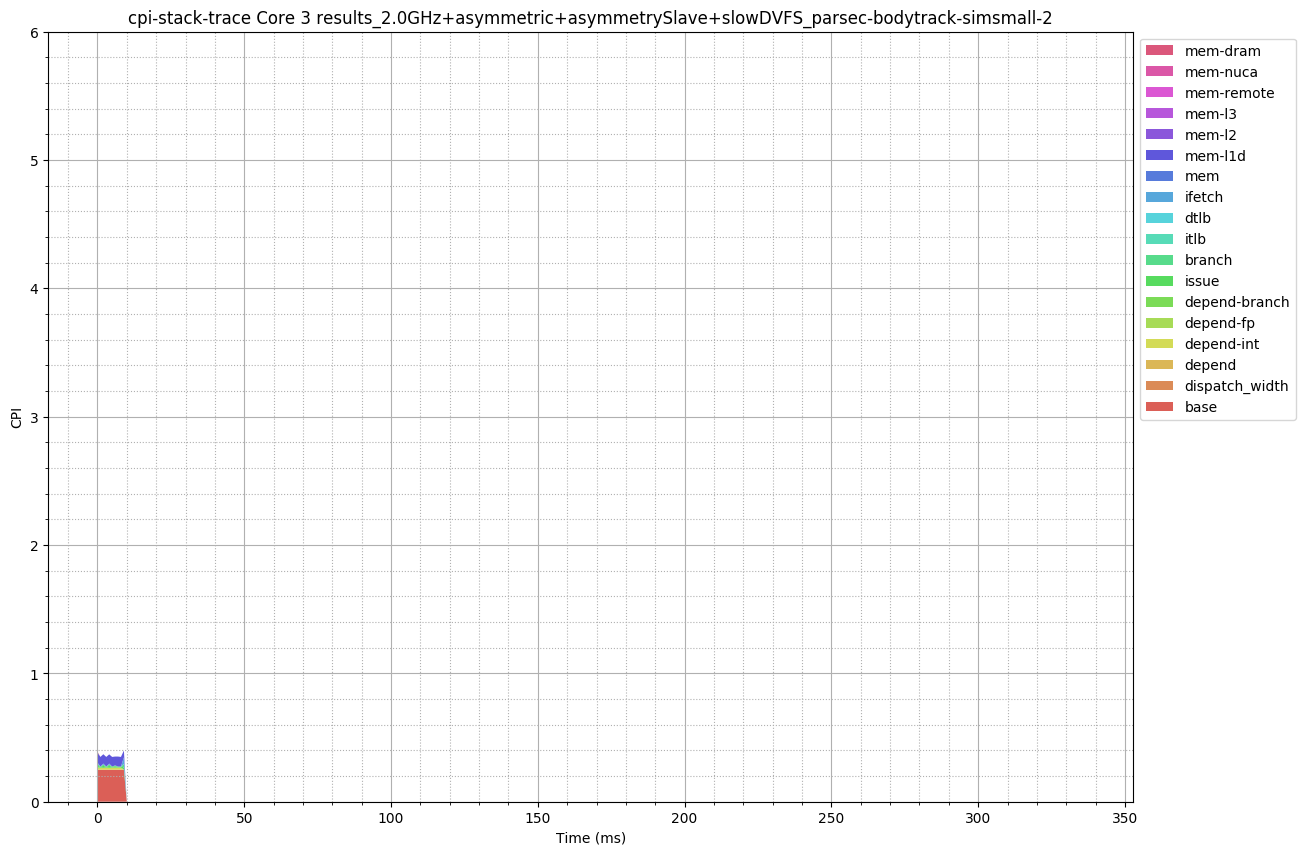 cpi-stack-trace Core 3 results_2.0GHz+asymmetric+asymmetrySlave+slowDVFS_parsec-bodytrack-simsmall-2
6
5
4
3
2
1
0
CPI
0 50 100 150 200 250 300 350
Time (ms)
mem-dram
mem-nuca
mem-remote
mem-l3
mem-l2
mem-l1d
mem
ifetch
dtlb
itlb
branch
issue
depend-branch
depend-fp
depend-int
depend
dispatch_width
base